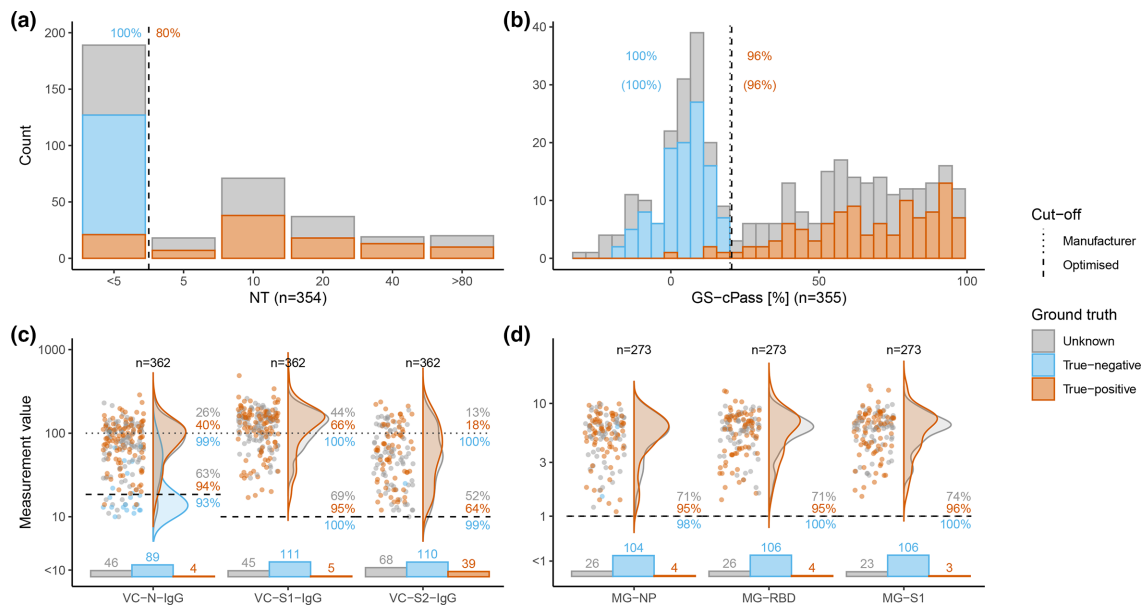 (a)
200
150
100
50
0
Count
100%
80%
<5
5
10
20
40
>80
NT (n=354)
(b)
40
30
20
10
0
100%
96%
(100%)
(96%)
0
50
100
GS−cPass [%] (n=355)
Cut−off
Manufacturer
Optimised
Ground truth
Unknown
True−negative
True−positive
(c)
1000
100
10
<10
Measurement value
n=362
n=362
n=362
26%
40%
99%
63%
94%
93%
44%
66%
100%
69%
95%
100%
13%
18%
100%
52%
64%
99%
46
89
4
45
111
5
68
110
39
VC−N−IgG
VC−S1−IgG
VC−S2−IgG
(d)
10
3
1
<1
n=273
n=273
n=273
71%
95%
98%
71%
95%
100%
74%
96%
100%
26
104
4
26
106
4
23
106
3
MG−NP
MG−RBD
MG−S1